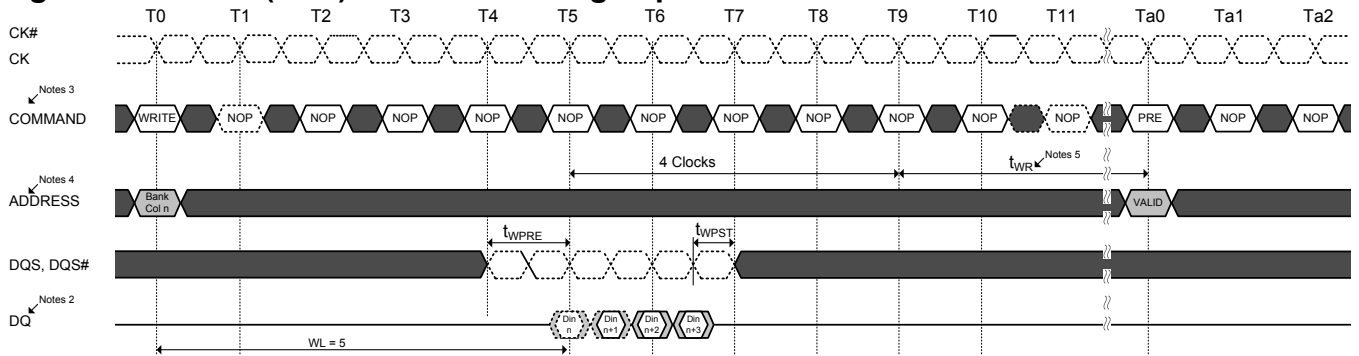 T0 T1 T2 T3 T4 T5 T6 T7 T8 T9 T10 T11 Ta0 Ta1 Ta2
CK#
CK
Notes 3
COMMAND
WRITE NOP NOP NOP NOP NOP NOP NOP NOP NOP NOP NOP PRE NOP NOP
4 Clocks
tWR Notes 5
Notes 4
ADDRESS
Bank
Col n
VALID
tWPRE
tWPST
DQS, DQS#
Notes 2
DQ
Din
n
Din
n+1
Din
n+2
Din
n+3
WL = 5